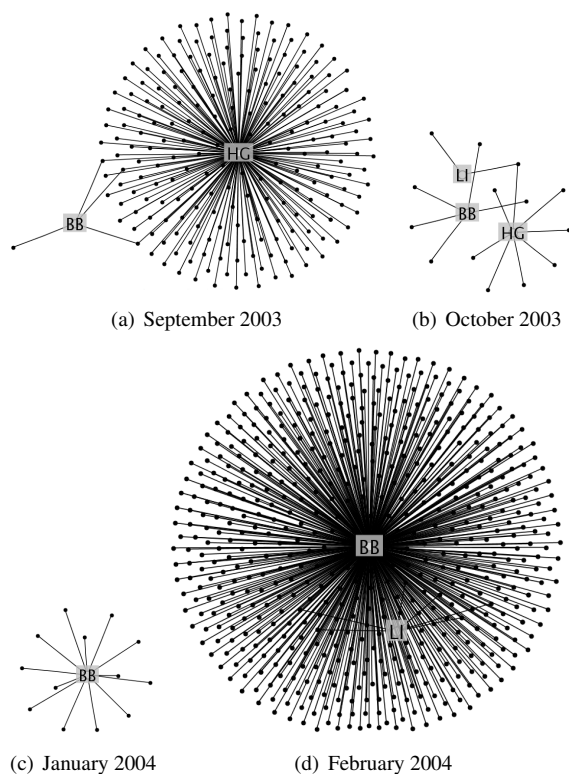 HG
BB
(a) September 2003
LI
BB
HG
(b) October 2003
BB
(c) January 2004
BB
LI
(d) February 2004